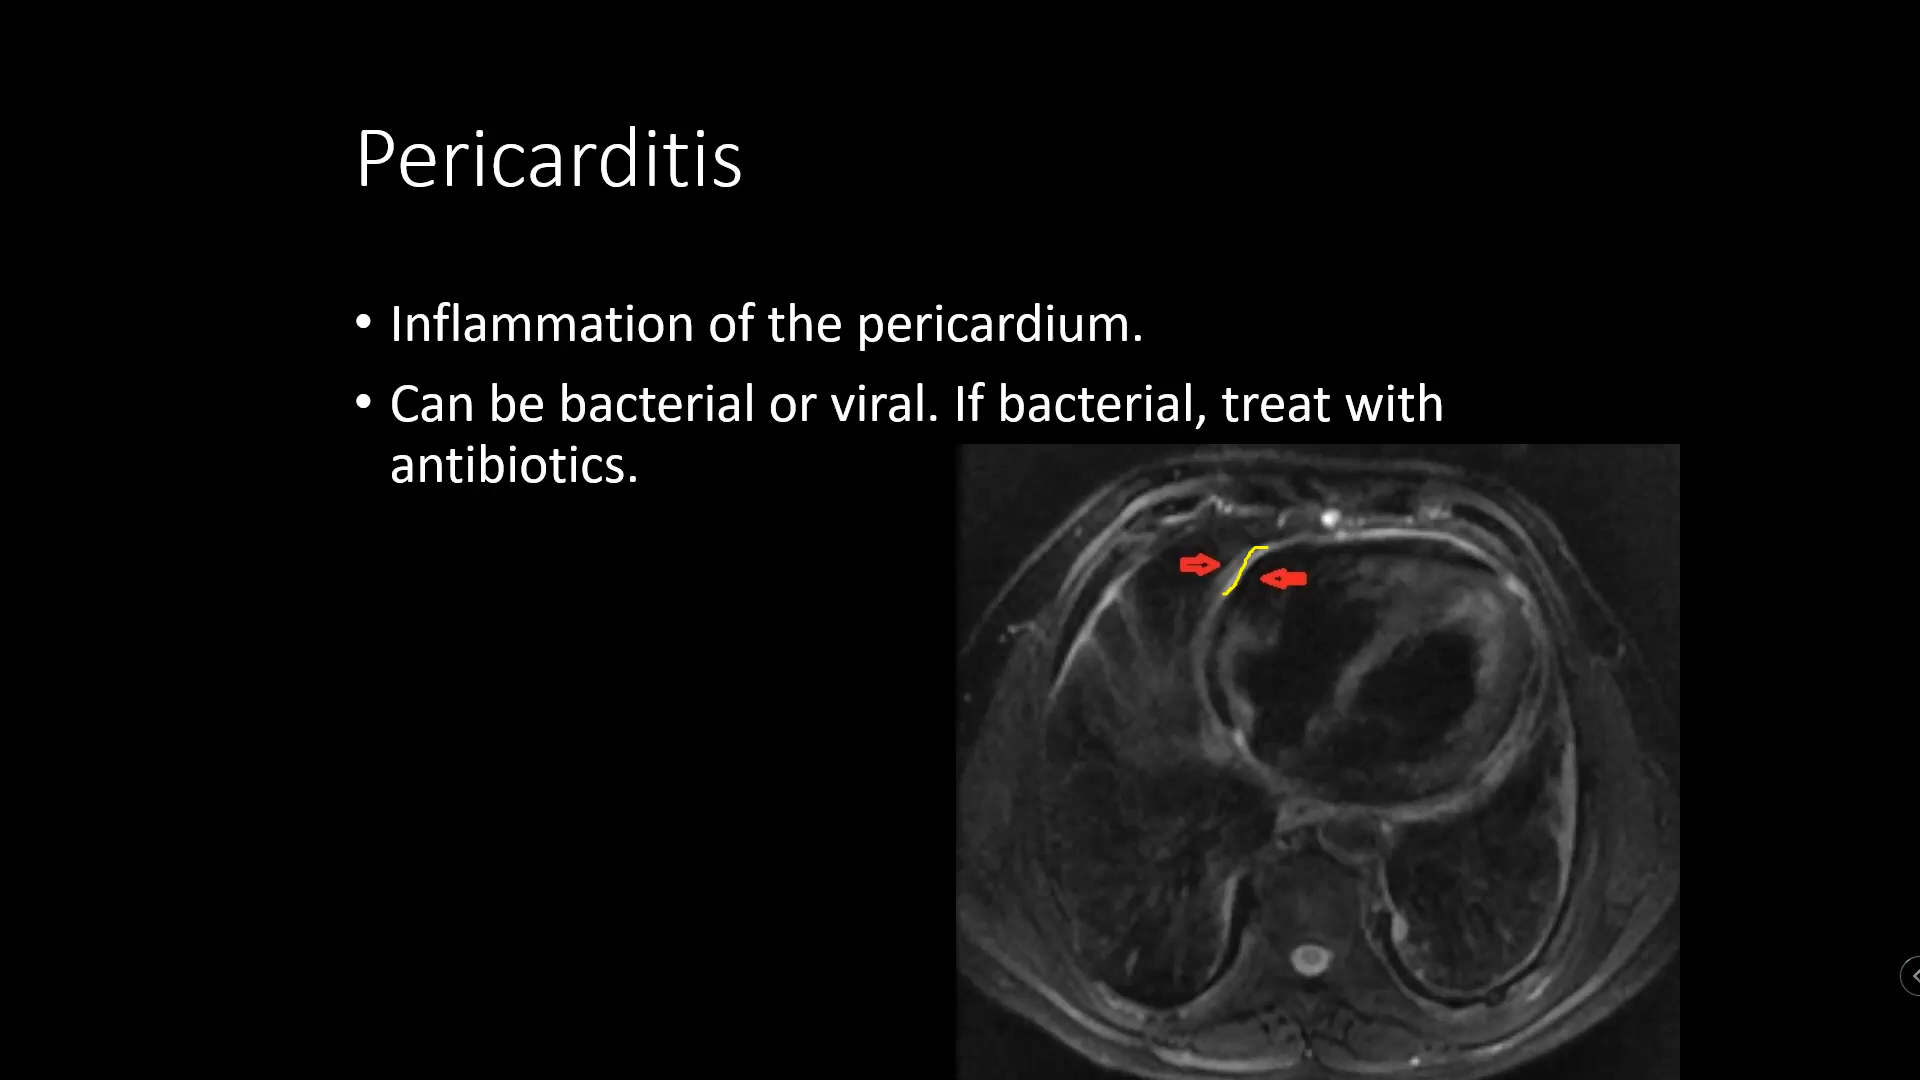 Pericarditis
• Inflammation of the pericardium.
• Can be bacterial or viral. If bacterial, treat with
antibiotics.